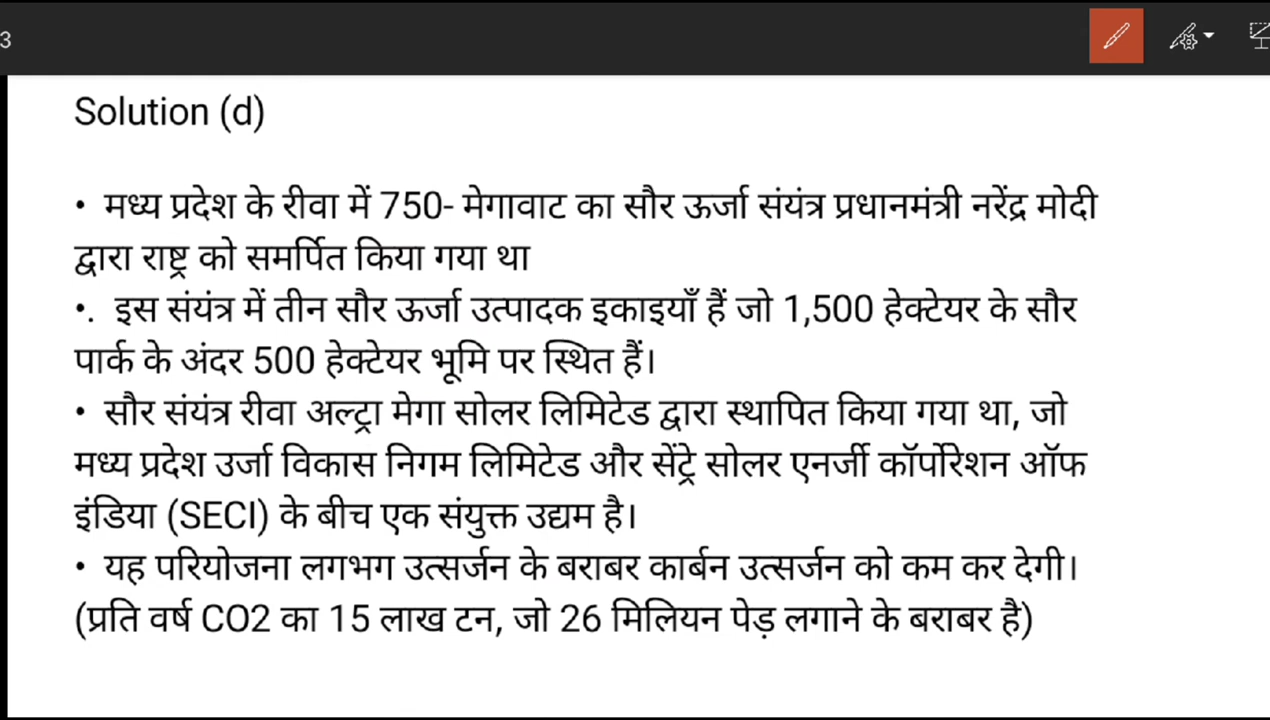 3
Solution (d)
• मध्य प्रदेश के रीवा में 750- मेगावाट का सौर ऊर्जा संयंत्र प्रधानमंत्री नरेंद्र मोदी
द्वारा राष्ट्र को समर्पित किया गया था
•. इस संयंत्र में तीन सौर ऊर्जा उत्पादक इकाइयाँ हैं जो 1,500 हेक्टेयर के सौर
पार्क के अंदर 500 हेक्टेयर भूमि पर स्थित हैं।
• सौर संयंत्र रीवा अल्ट्रा मेगा सोलर लिमिटेड द्वारा स्थापित किया गया था, जो
मध्य प्रदेश उर्जा विकास निगम लिमिटेड और सेंट्रे सोलर एनर्जी कॉर्पोरेशन ऑफ
इंडिया (SECI) के बीच एक संयुक्त उद्यम है।
• यह परियोजना लगभग उत्सर्जन के बराबर कार्बन उत्सर्जन को कम कर देगी।
(प्रति वर्ष CO2 का 15 लाख टन, जो 26 मिलियन पेड़ लगाने के बराबर है)